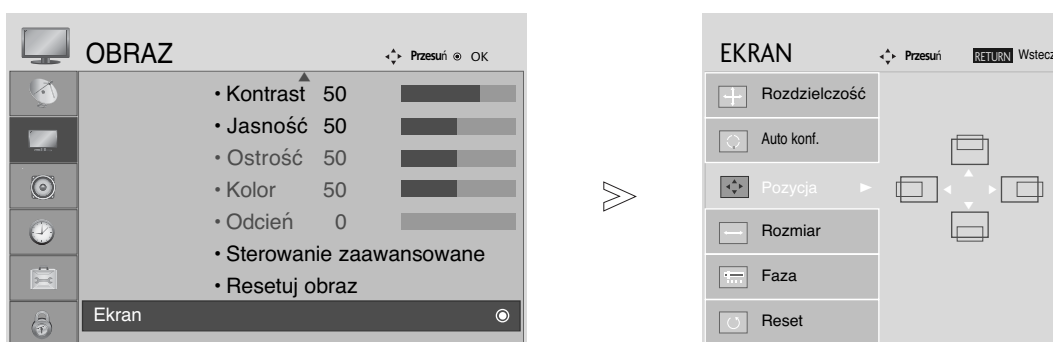 OBRAZ
Przesuń OK
• Kontrast 50
• Jasność 50
• Ostrość 50
• Kolor 50
• Odcień 0
• Sterowanie zaawansowane
• Resetuj obraz
Ekran
EKRAN
Przesuń RETURN Wstecz
Rozdzielczość
Auto konf.
Pozycja
Rozmiar
Faza
Reset